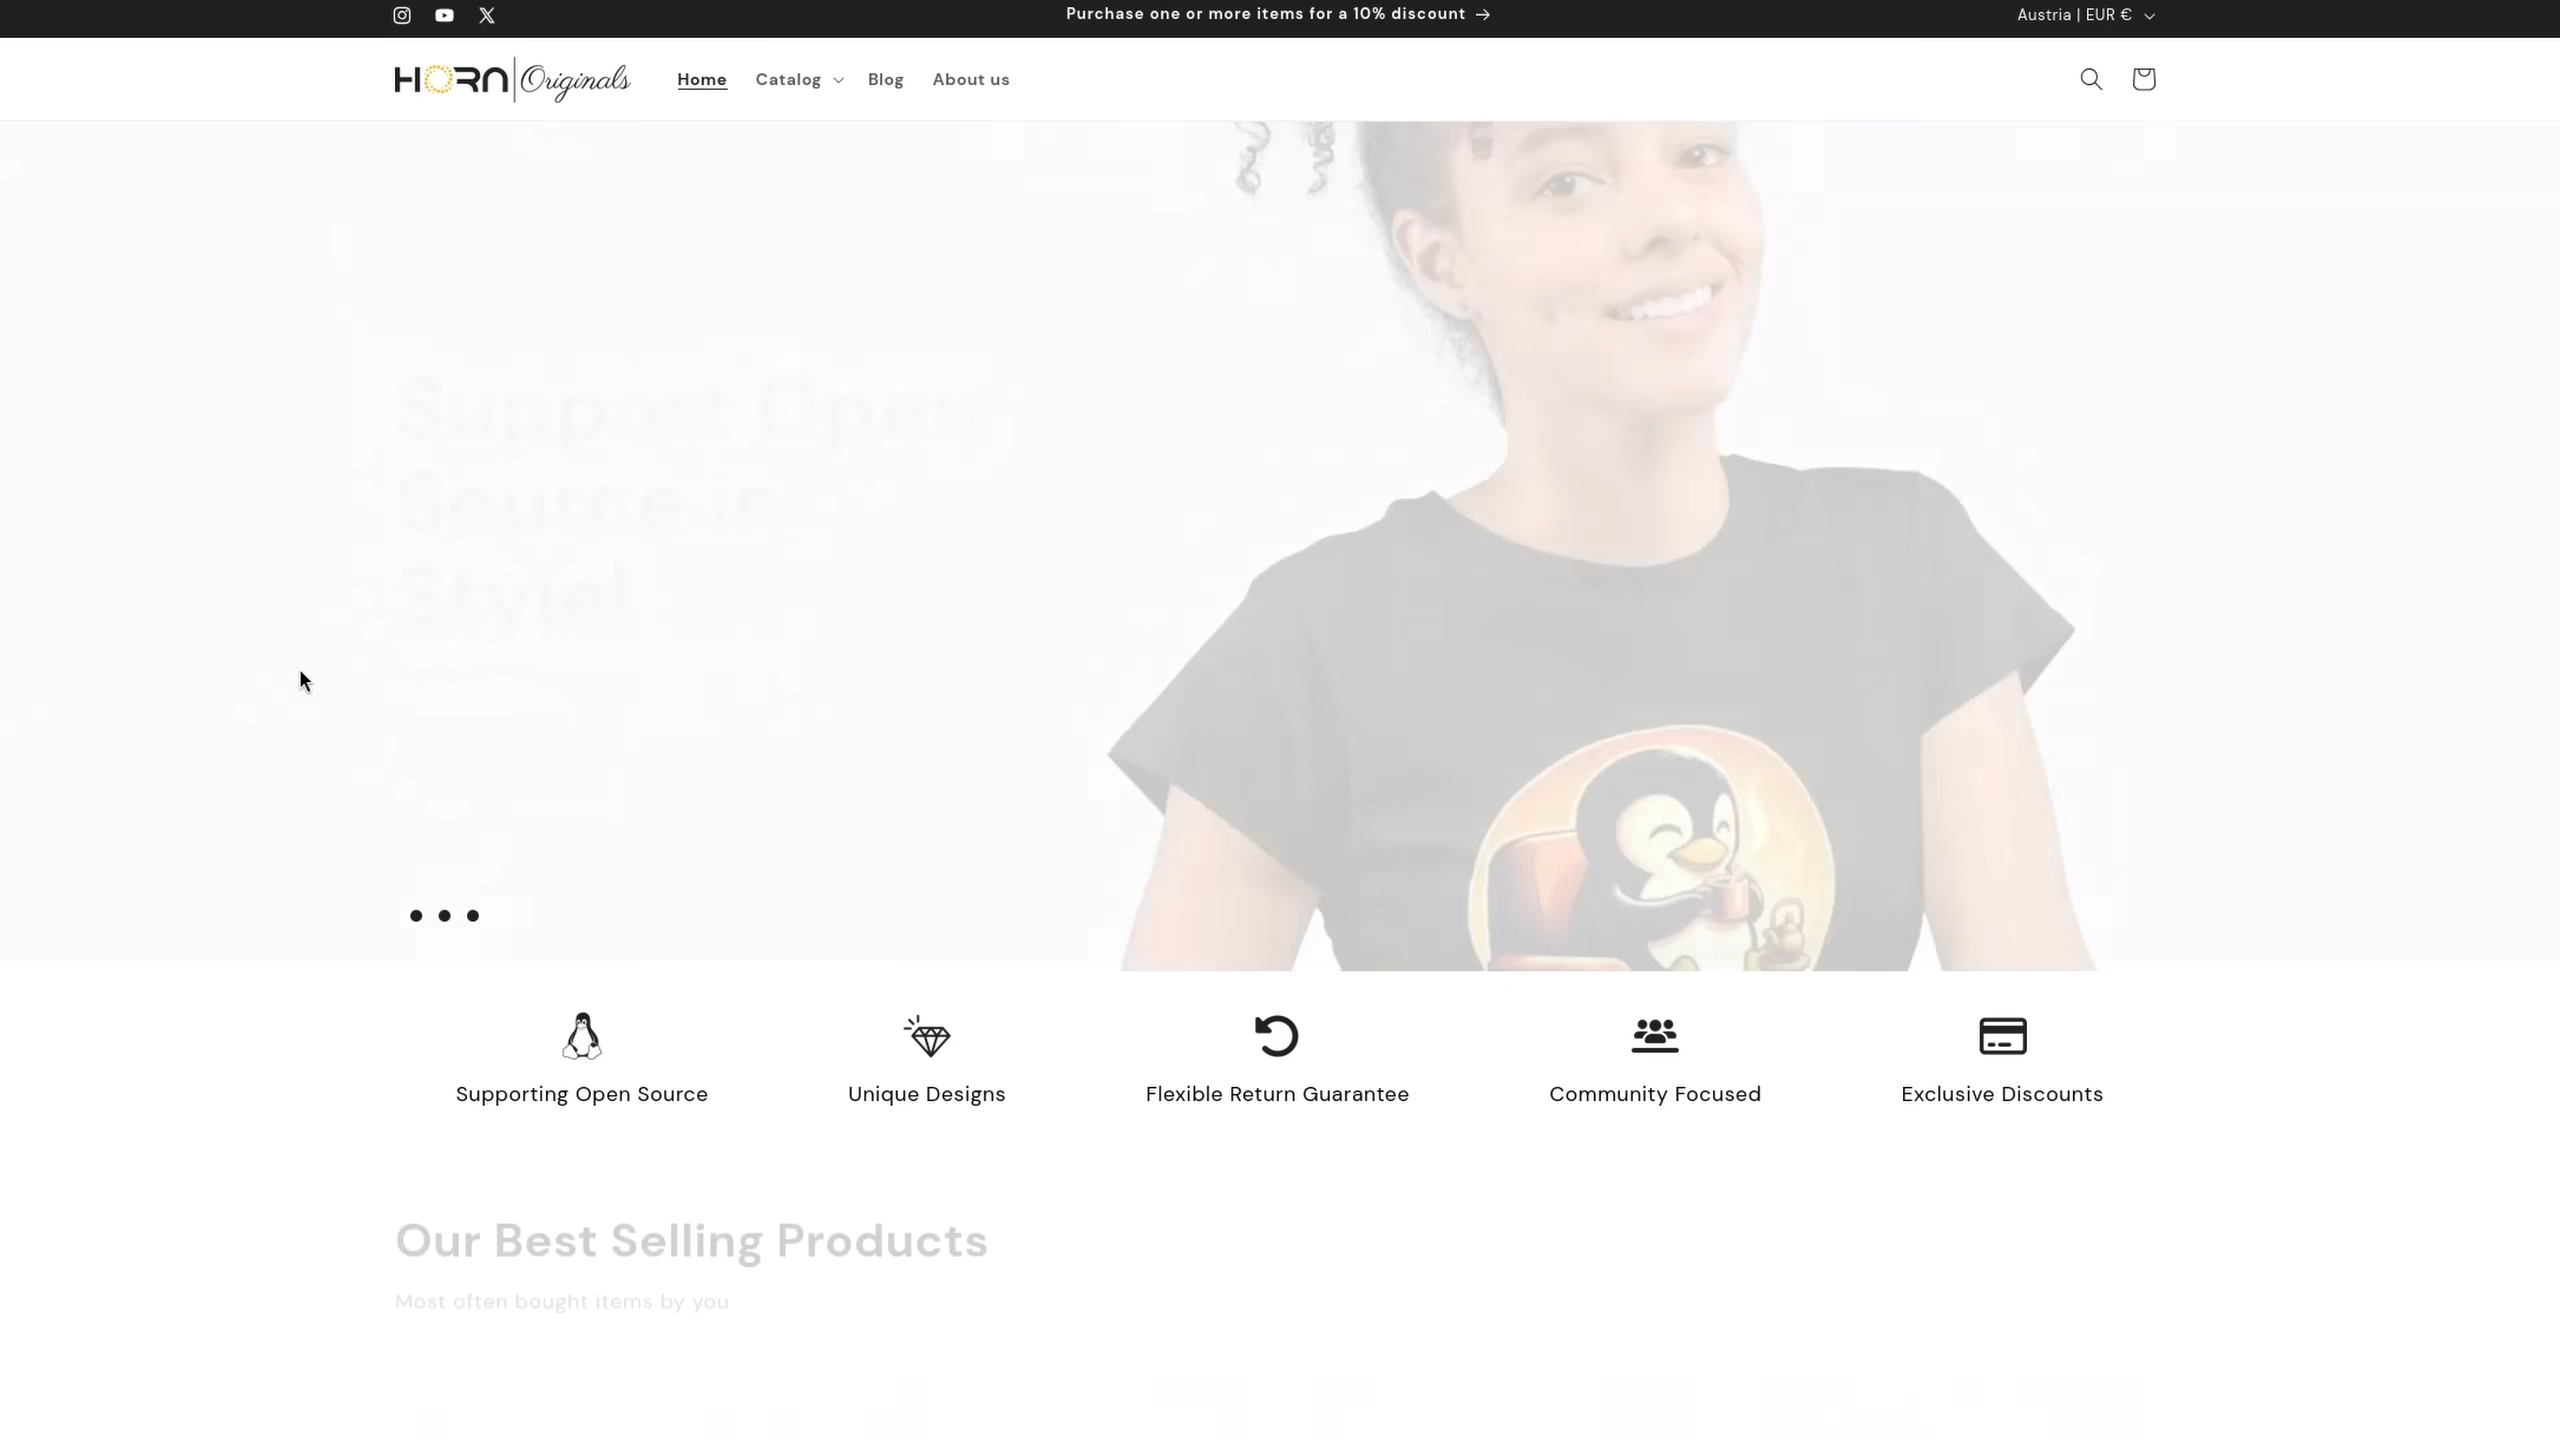 Purchase one or more items for a 10% discount →
Austria | EUR €
HORN | Originals
Home
Catalog
Blog
About us
Support Open
Source in
Style!
Supporting Open Source
Unique Designs
Flexible Return Guarantee
Community Focused
Exclusive Discounts
Our Best Selling Products
Most often bought items by you